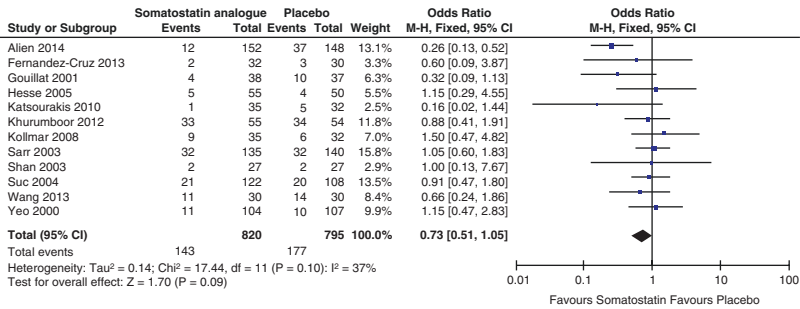 Somatostatin analogue Placebo Odds Ratio Odds Ratio
Study or Subgroup Events Total Events Total Weight M-H, Fixed, 95% CI M-H, Fixed, 95% CI
Alien 2014 12 152 37 148 13.1% 0.26 [0.13, 0.52]
Fernandez-Cruz 2013 2 32 3 30 3.8% 0.60 [0.09, 3.87]
Gouillat 2001 4 38 10 37 6.3% 0.32 [0.09, 1.13]
Hesse 2005 5 55 4 50 5.5% 1.15 [0.29, 4.55]
Katsourakis 2010 1 35 5 32 2.8% 0.16 [0.02, 1.44]
Khurumboor 2012 33 55 34 54 11.8% 0.88 [0.41, 1.91]
Kollmar 2008 9 35 6 32 7.0% 1.50 [0.47, 4.82]
Sarr 2003 32 135 32 140 15.8% 1.05 [0.60, 1.83]
Shan 2003 2 27 2 27 2.9% 1.00 [0.13, 7.67]
Suc 2004 21 122 20 108 13.5% 0.91 [0.47, 1.80]
Wang 2013 11 30 14 30 8.2% 0.66 [0.24, 1.86]
Yeo 2000 11 104 10 107 9.9% 1.15 [0.47, 2.83]
Total (95% CI) 820 795 100.0% 0.73 [0.51, 1.05]
Total events 143 177
Heterogeneity: Tau² = 0.14; Chi² = 17.44, df = 11 (P = 0.10): I² = 37%
Test for overall effect: Z = 1.70 (P = 0.09)
0.01 0.1 1 10 100
Favours Somatostatin Favours Placebo